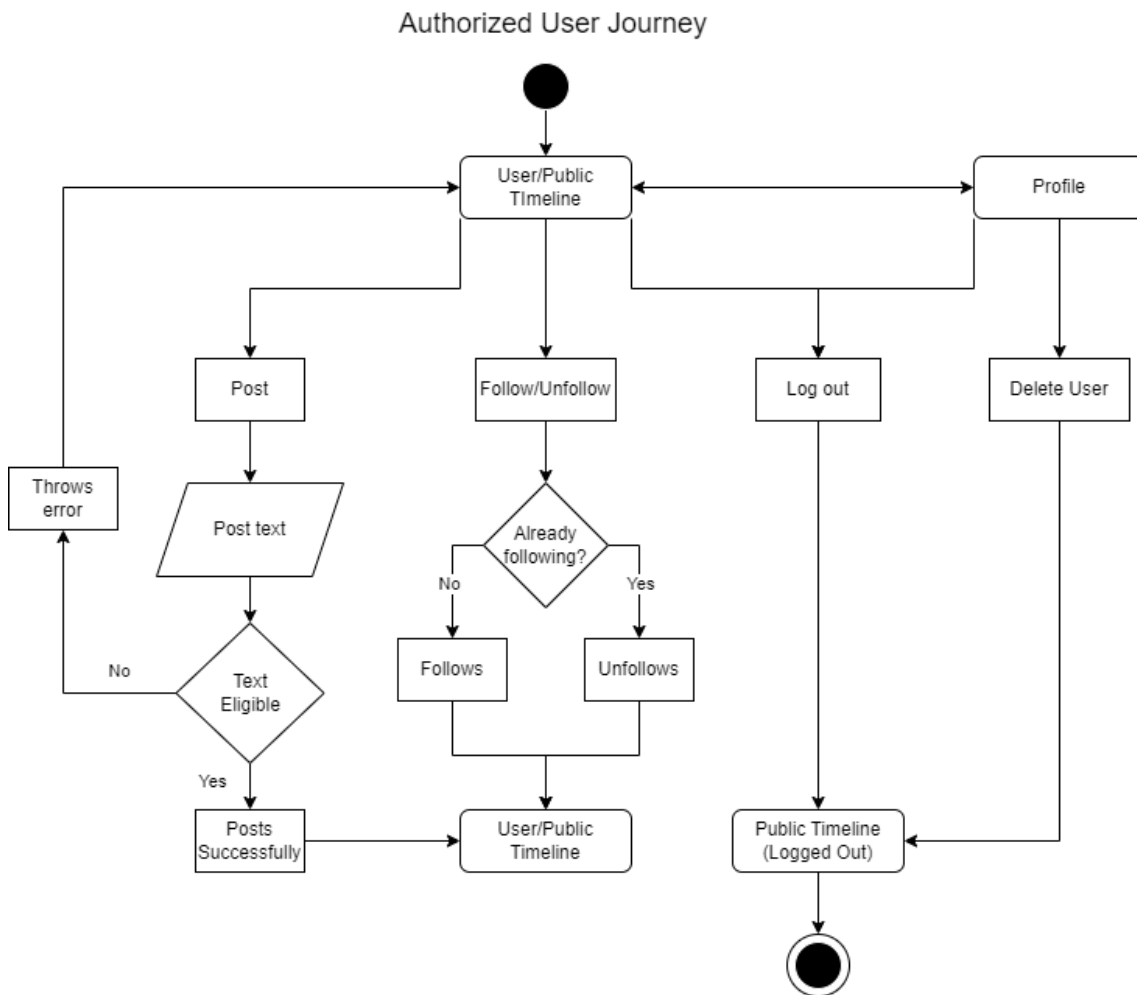 Authorized User Journey
User/Public
TImeline
Profile
Post
Follow/Unfollow
Log out
Delete User
Throws
error
Post text
Already
following?
No
Yes
No
Text
Eligible
Follows
Unfollows
Yes
Posts
Successfully
User/Public
Timeline
Public Timeline
(Logged Out)